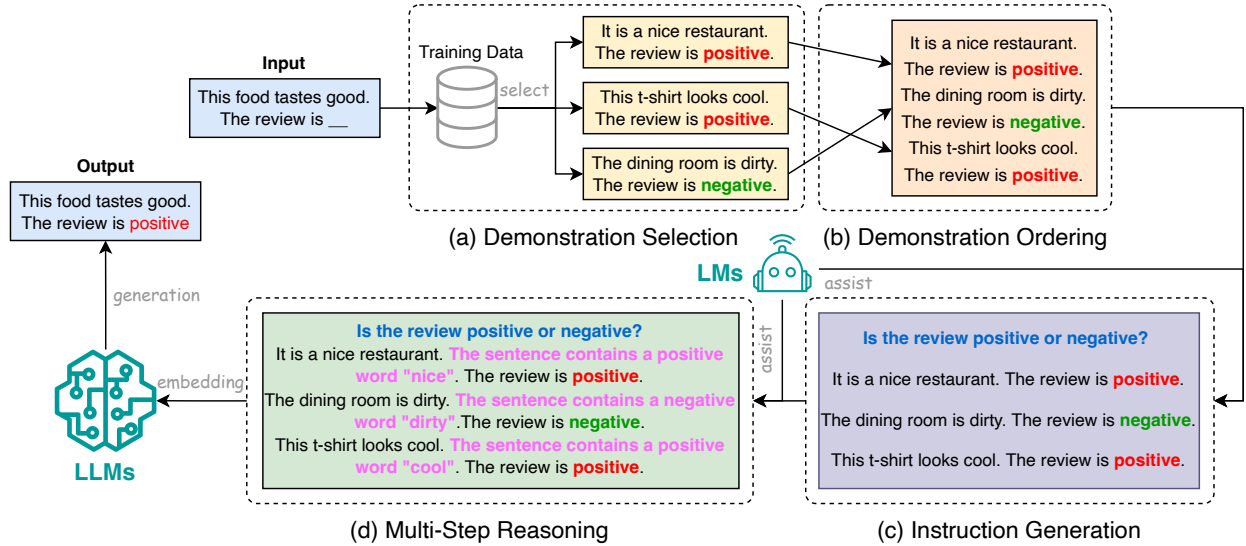 Input
This food tastes good.
The review is __
Training Data
select
It is a nice restaurant.
The review is positive.
This t-shirt looks cool.
The review is positive.
The dining room is dirty.
The review is negative.
(a) Demonstration Selection
It is a nice restaurant.
The review is positive.
The dining room is dirty.
The review is negative.
This t-shirt looks cool.
The review is positive.
(b) Demonstration Ordering
LMs
assist
assist
Is the review positive or negative?
It is a nice restaurant. The review is positive.
The dining room is dirty. The review is negative.
This t-shirt looks cool. The review is positive.
(c) Instruction Generation
Is the review positive or negative?
It is a nice restaurant. The sentence contains a positive
word "nice". The review is positive.
The dining room is dirty. The sentence contains a negative
word "dirty".The review is negative.
This t-shirt looks cool. The sentence contains a positive
word "cool". The review is positive.
(d) Multi-Step Reasoning
embedding
LLMs
generation
Output
This food tastes good.
The review is positive